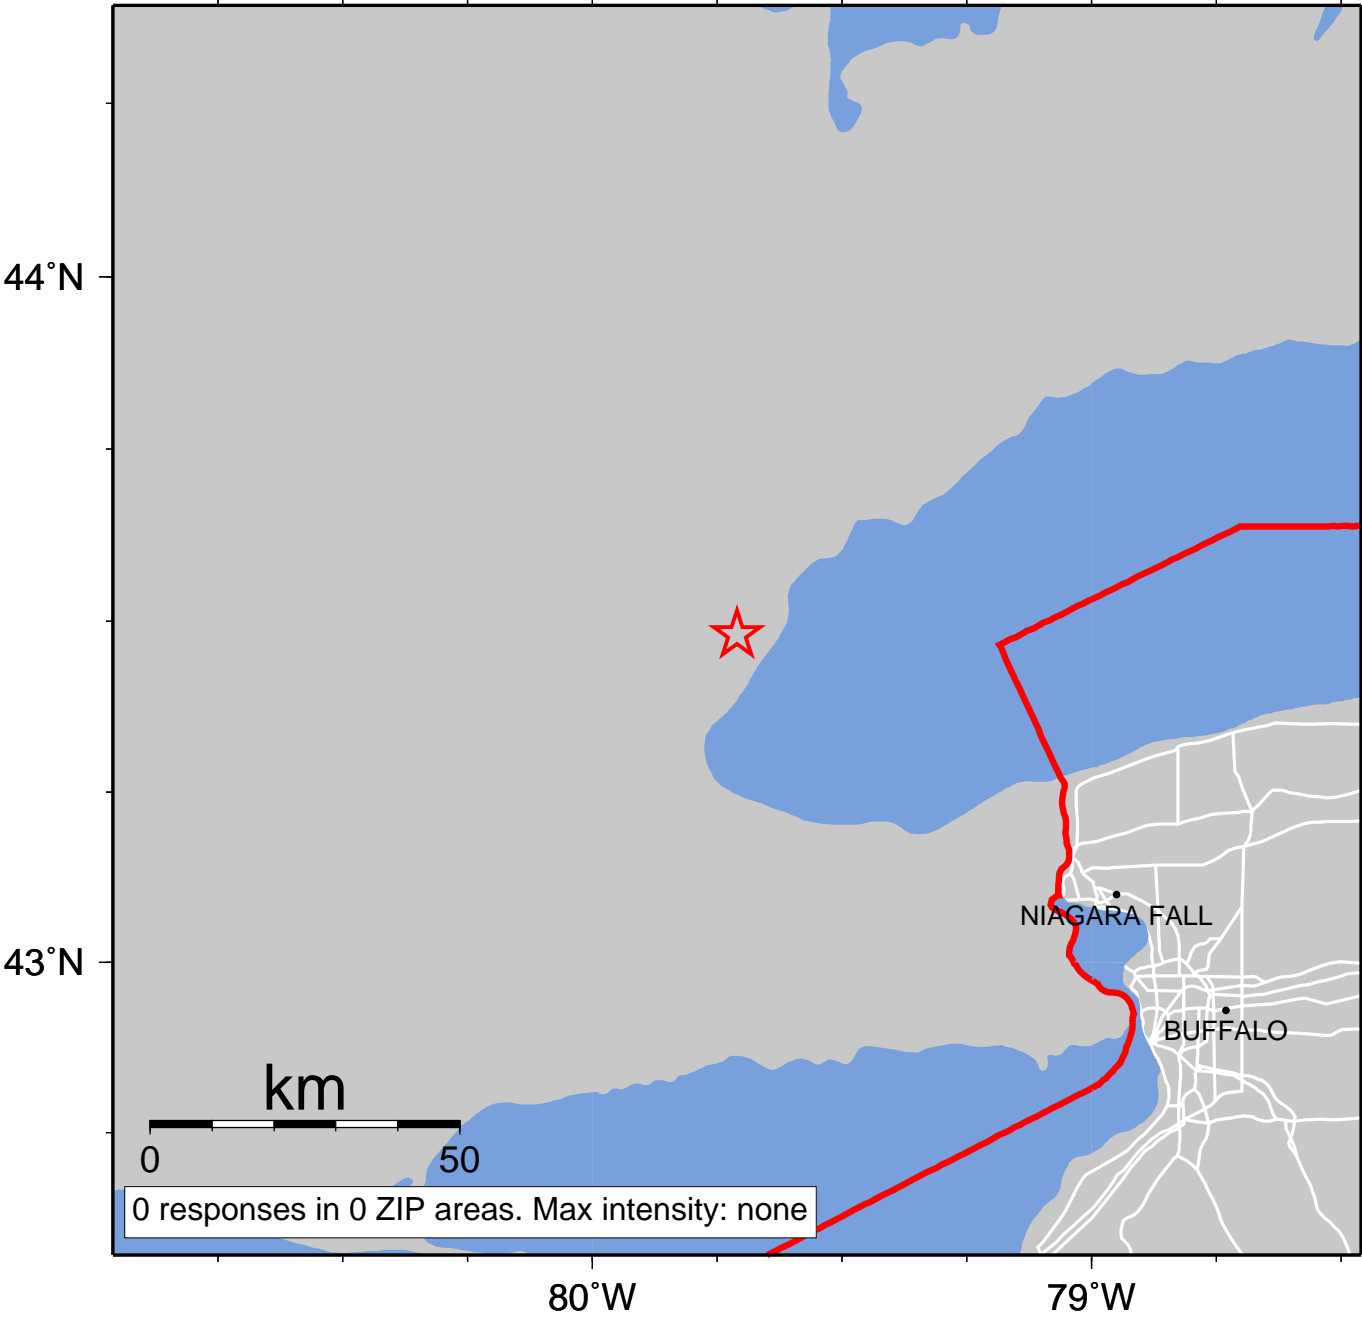 44°N
NIAGARA FALL
43°N
BUFFALO
km
0 50
0 responses in 0 ZIP areas. Max intensity: none
80°W 79°W